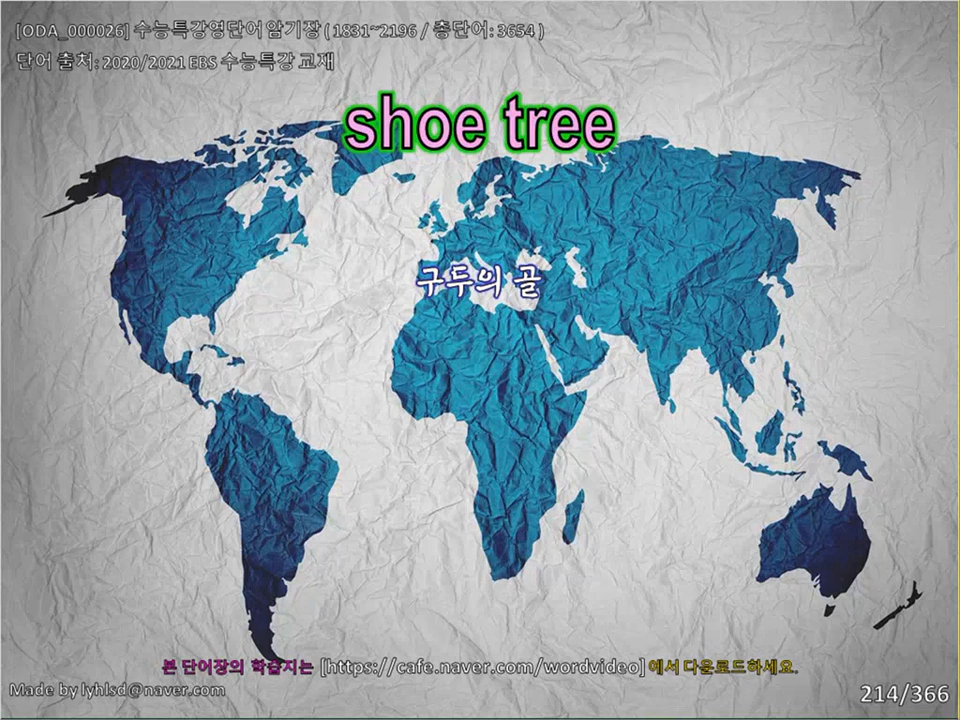 [ODA_000026] 수능특강영단어 암기장 ( 1831~2196 / 총단어: 3654 )
단어 출처: 2020/2021 EBS 수능특강 교재
shoe tree
구두의 골
본 단어장의 학습지는 [https://cafe.naver.com/wordvideo] 에서 다운로드하세요.
Made by lyhlsd@naver.com
214/366